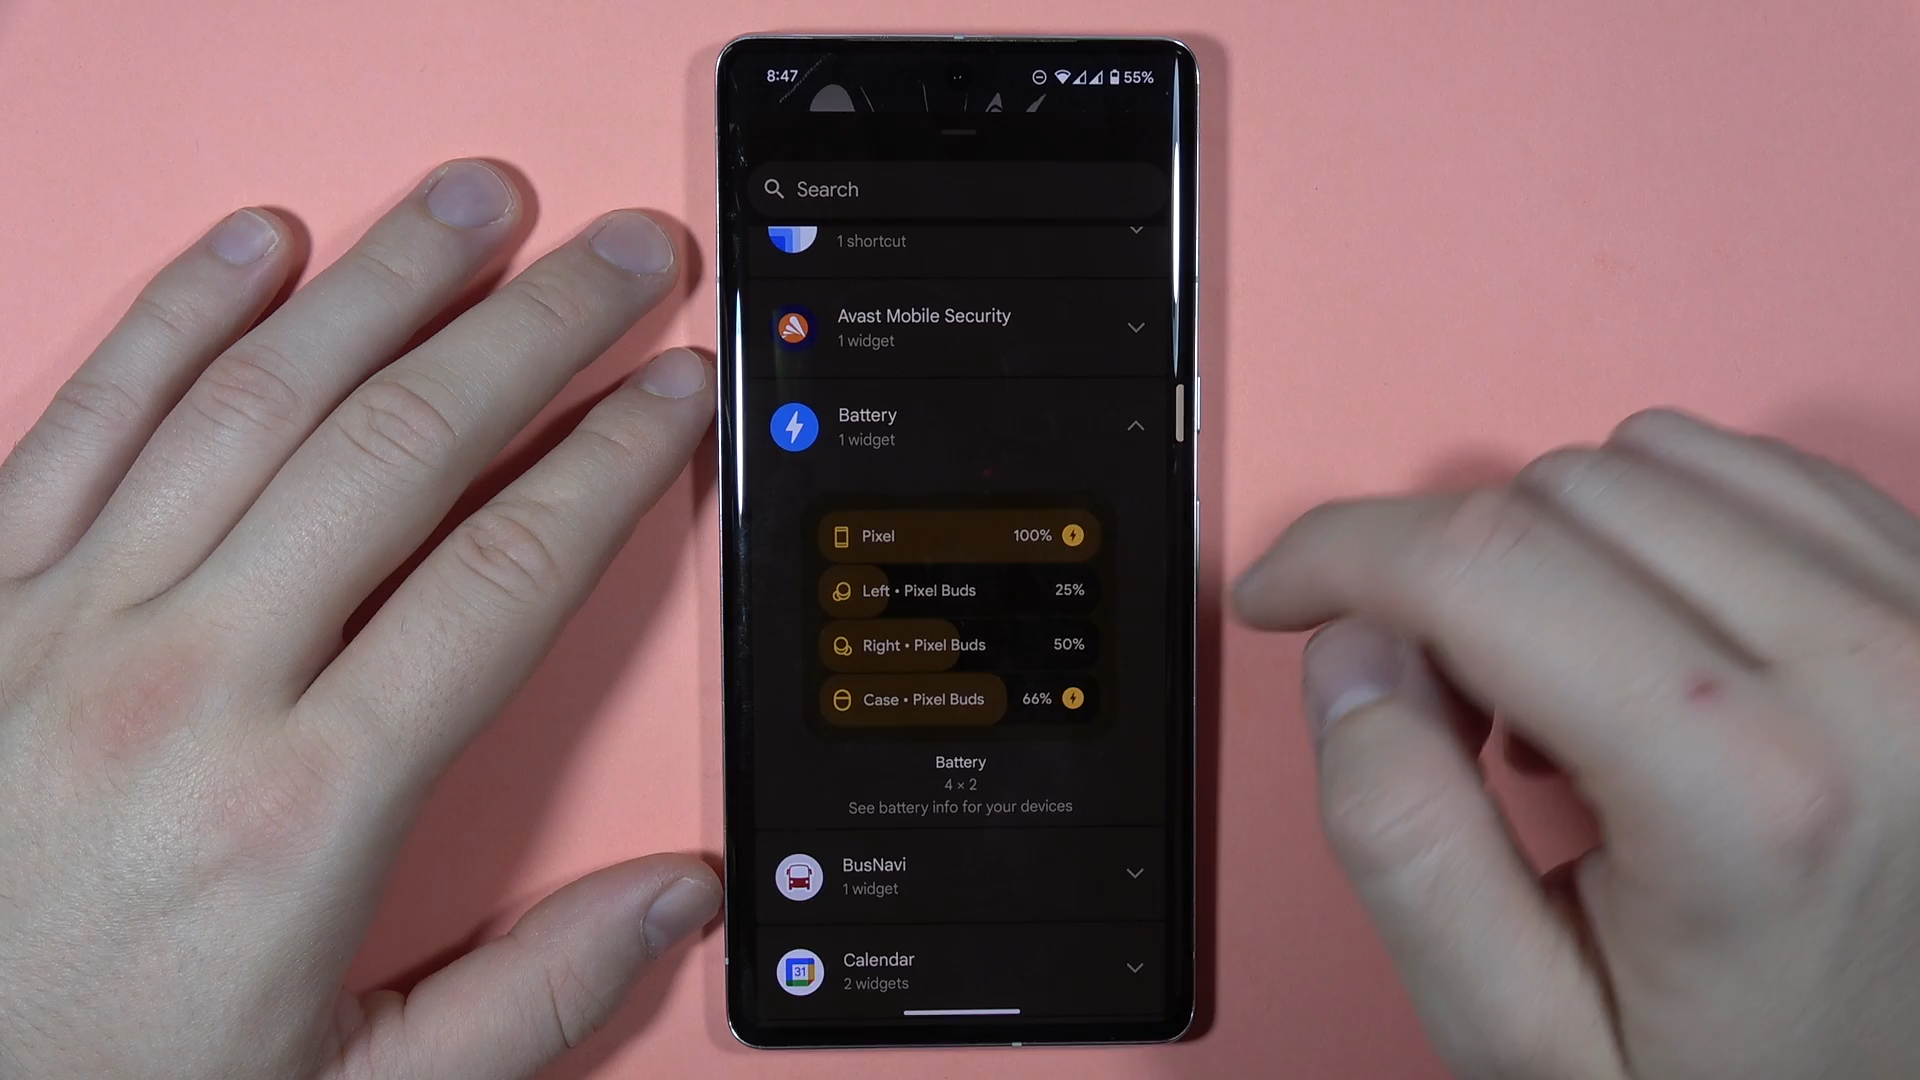 8:47
55%
Search
1 shortcut
Avast Mobile Security
1 widget
Battery
1 widget
Pixel 100%
Left • Pixel Buds 25%
Right • Pixel Buds 50%
Case • Pixel Buds 66%
Battery
4 × 2
See battery info for your devices
BusNavi
1 widget
31
Calendar
2 widgets